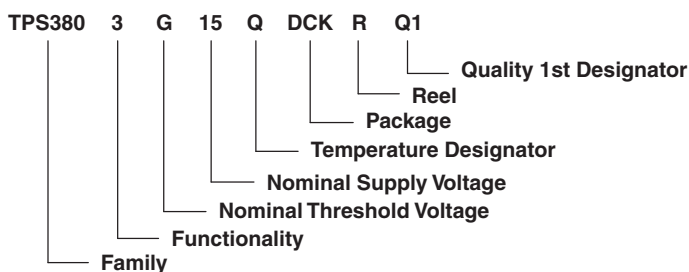 TPS380 3 G 15 Q DCK R Q1
Quality 1st Designator
Reel
Package
Temperature Designator
Nominal Supply Voltage
Nominal Threshold Voltage
Functionality
Family